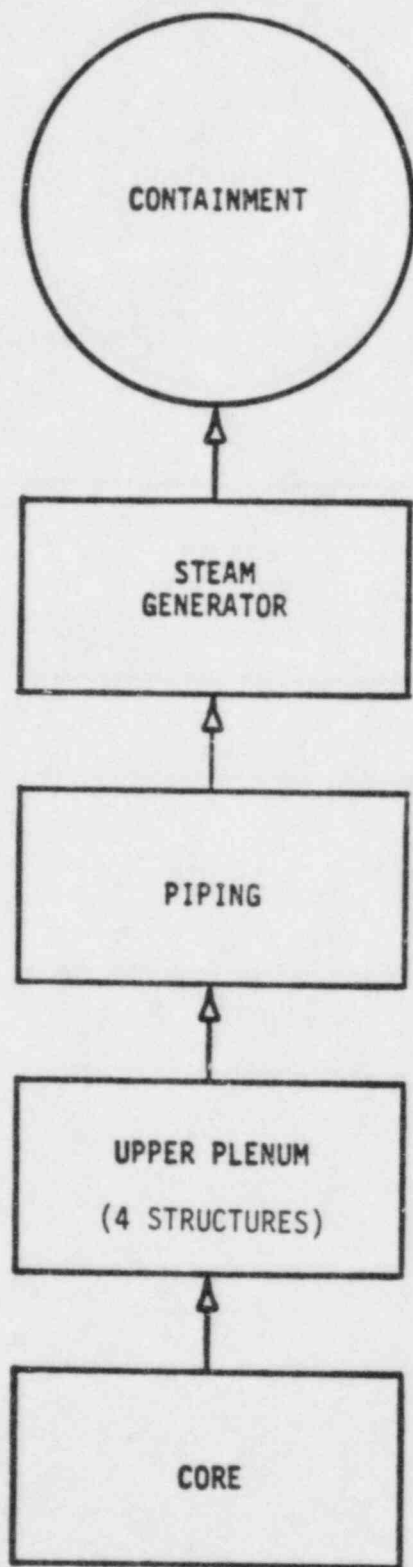 CONTAINMENT
STEAM
GENERATOR
PIPING
UPPER PLENUM
(4 STRUCTURES)
CORE